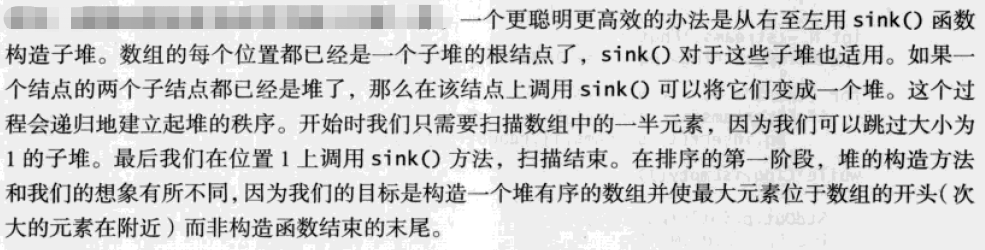 一个更聪明更高效的办法是从右至左用 sink() 函数
构造子堆。数组的每个位置都已经是一个子堆的根结点了，sink() 对于这些子堆也适用。如果一
个结点的两个子结点都已经是堆了，那么在该结点上调用 sink() 可以将它们变成一个堆。这个过
程会递归地建立起堆的秩序。开始时我们只需要扫描数组中的一半元素，因为我们可以跳过大小为
1 的子堆。最后我们在位置 1 上调用 sink() 方法，扫描结束。在排序的第一阶段，堆的构造方法
和我们的想象有所不同，因为我们的目标是构造一个堆有序的数组并使最大元素位于数组的开头（次
大的元素在附近）而非构造函数结束的末尾。